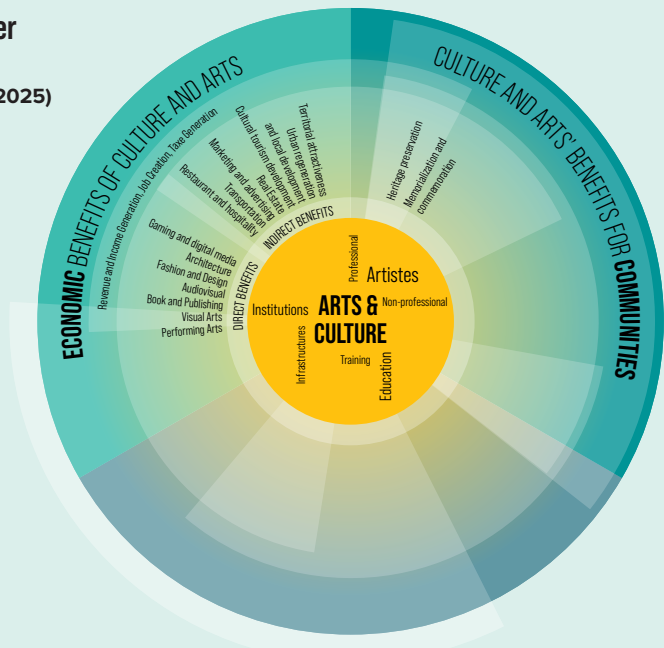 er
2025)
ECONOMIC BENEFITS OF CULTURE AND ARTS
CULTURE AND ARTS' BENEFITS FOR COMMUNITIES
Revenue and Income Generation, Job Creation, Taxe Generation
Territorial attractiveness
Urban regeneration
and local development
Cultural tourism development
Real Estate
Marketing and advertising
Transportation
Restaurant and hospitality
INDIRECT BENEFITS
Gaming and digital media
Architecture
Fashion and Design
Audiovisual
Book and Publishing
Visual Arts
Performing Arts
DIRECT BENEFITS
Heritage preservation
Memorialization and
commemoration
Professional
Artistes
Non-professional
Institutions
ARTS &
CULTURE
Infrastructures
Training
Education